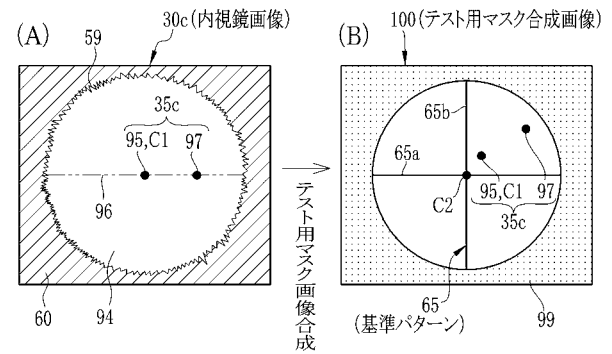 (A)
30c(内視鏡画像)
59
35c
95,C1
97
96
60
94
テスト用マスク画像合成
(B)
100(テスト用マスク合成画像)
65b
65a
C2
95,C1
97
35c
65
(基準パターン)
99